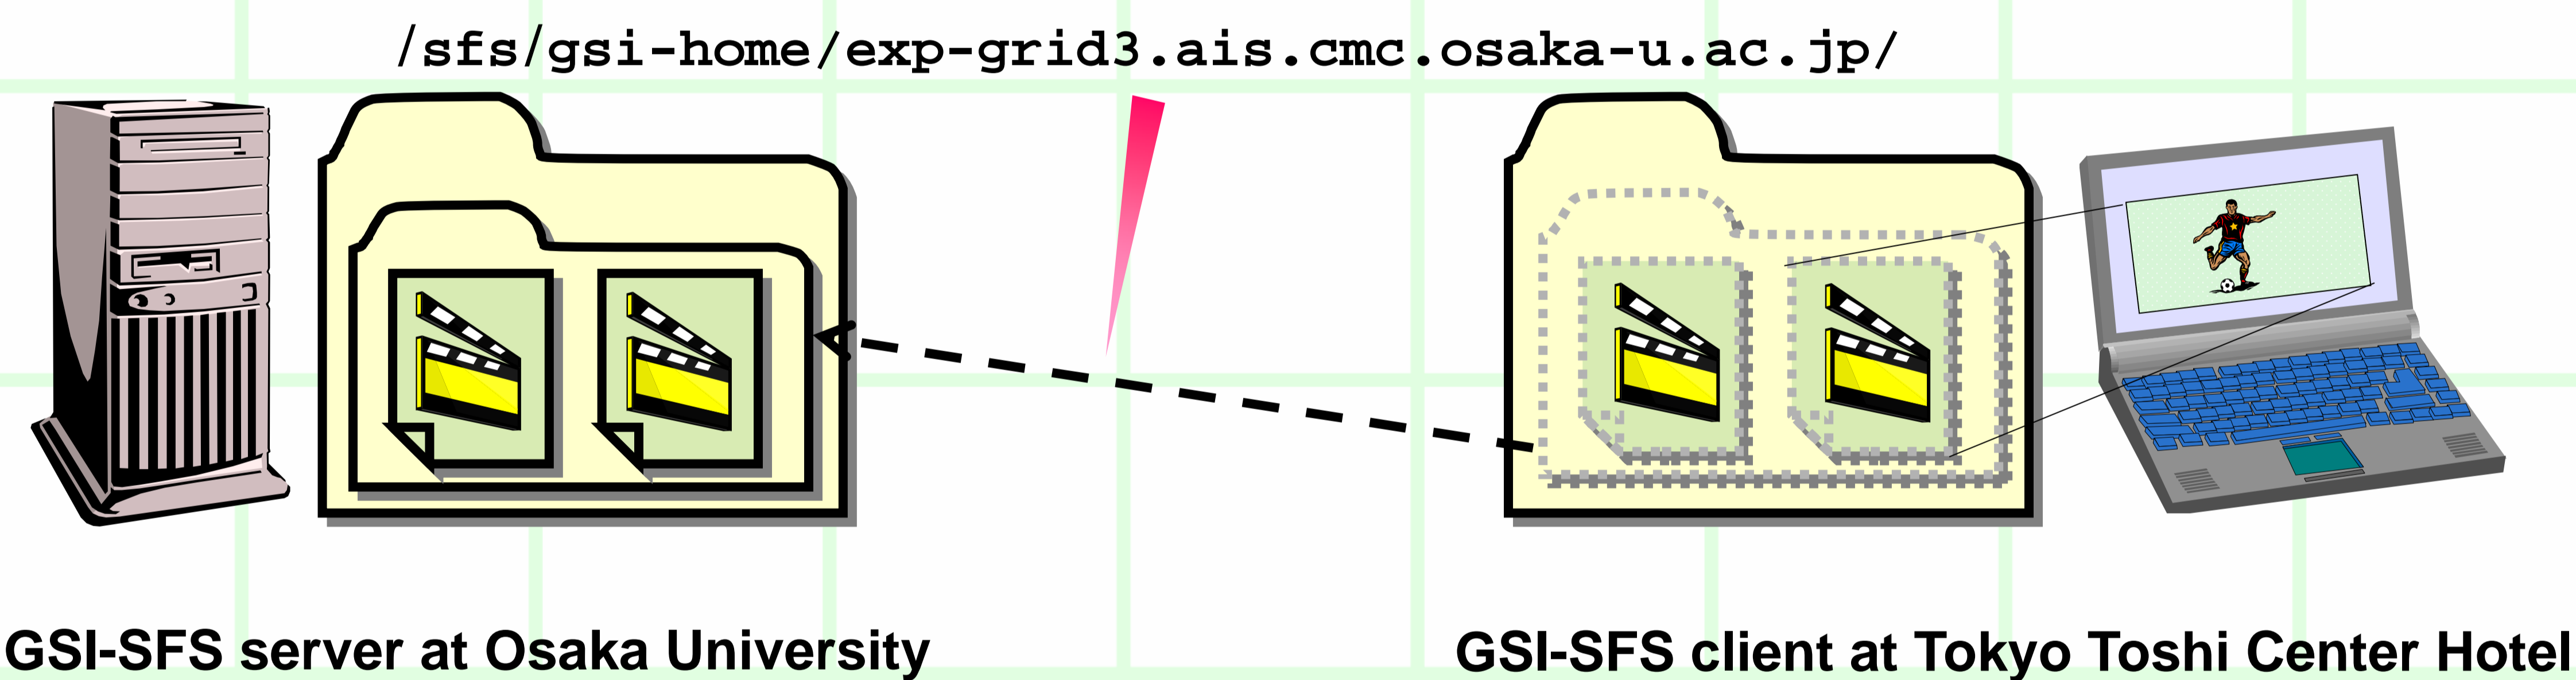 /sfs/gsi-home/exp-grid3.ais.cmc.osaka-u.ac.jp/
GSI-SFS server at Osaka University
GSI-SFS client at Tokyo Toshi Center Hotel